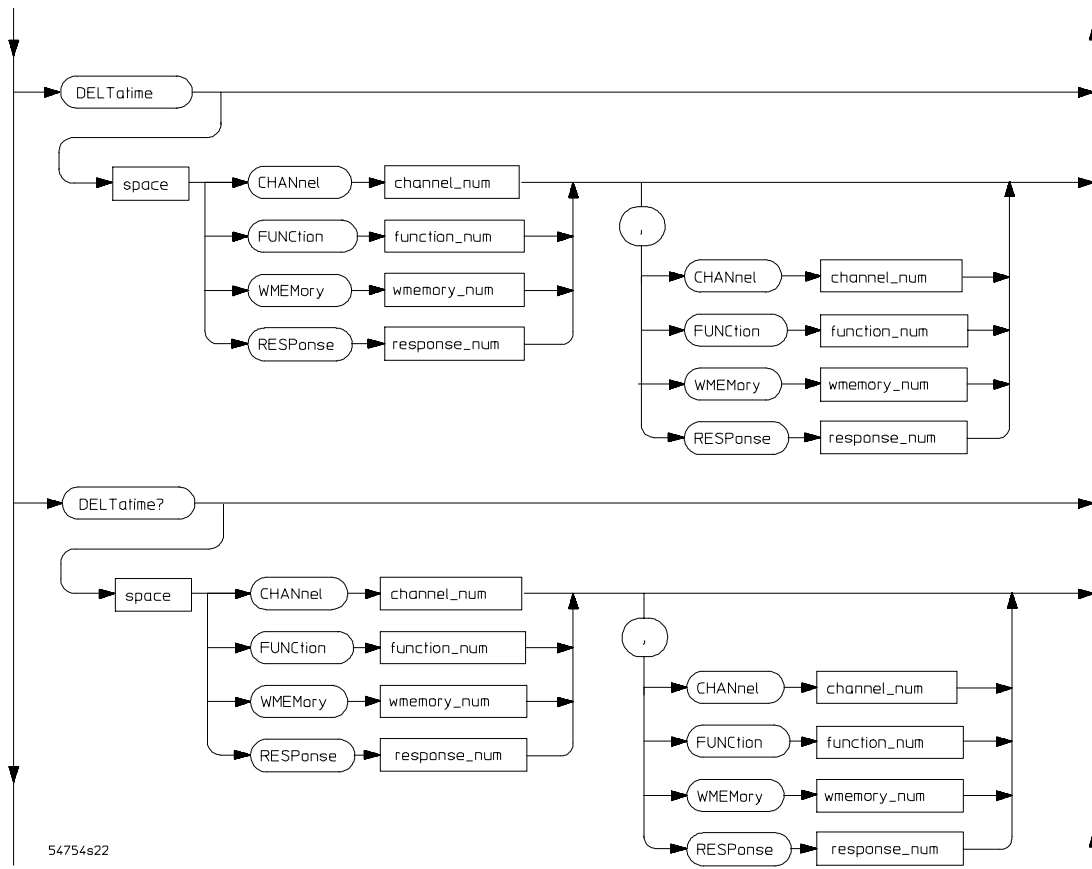 DELTatime
space
CHANnel channel_num
FUNCtion function_num
WMEMory wmemory_num
RESPonse response_num
,
CHANnel channel_num
FUNCtion function_num
WMEMory wmemory_num
RESPonse response_num
DELTatime?
space
CHANnel channel_num
FUNCtion function_num
WMEMory wmemory_num
RESPonse response_num
,
CHANnel channel_num
FUNCtion function_num
WMEMory wmemory_num
RESPonse response_num
54754s22